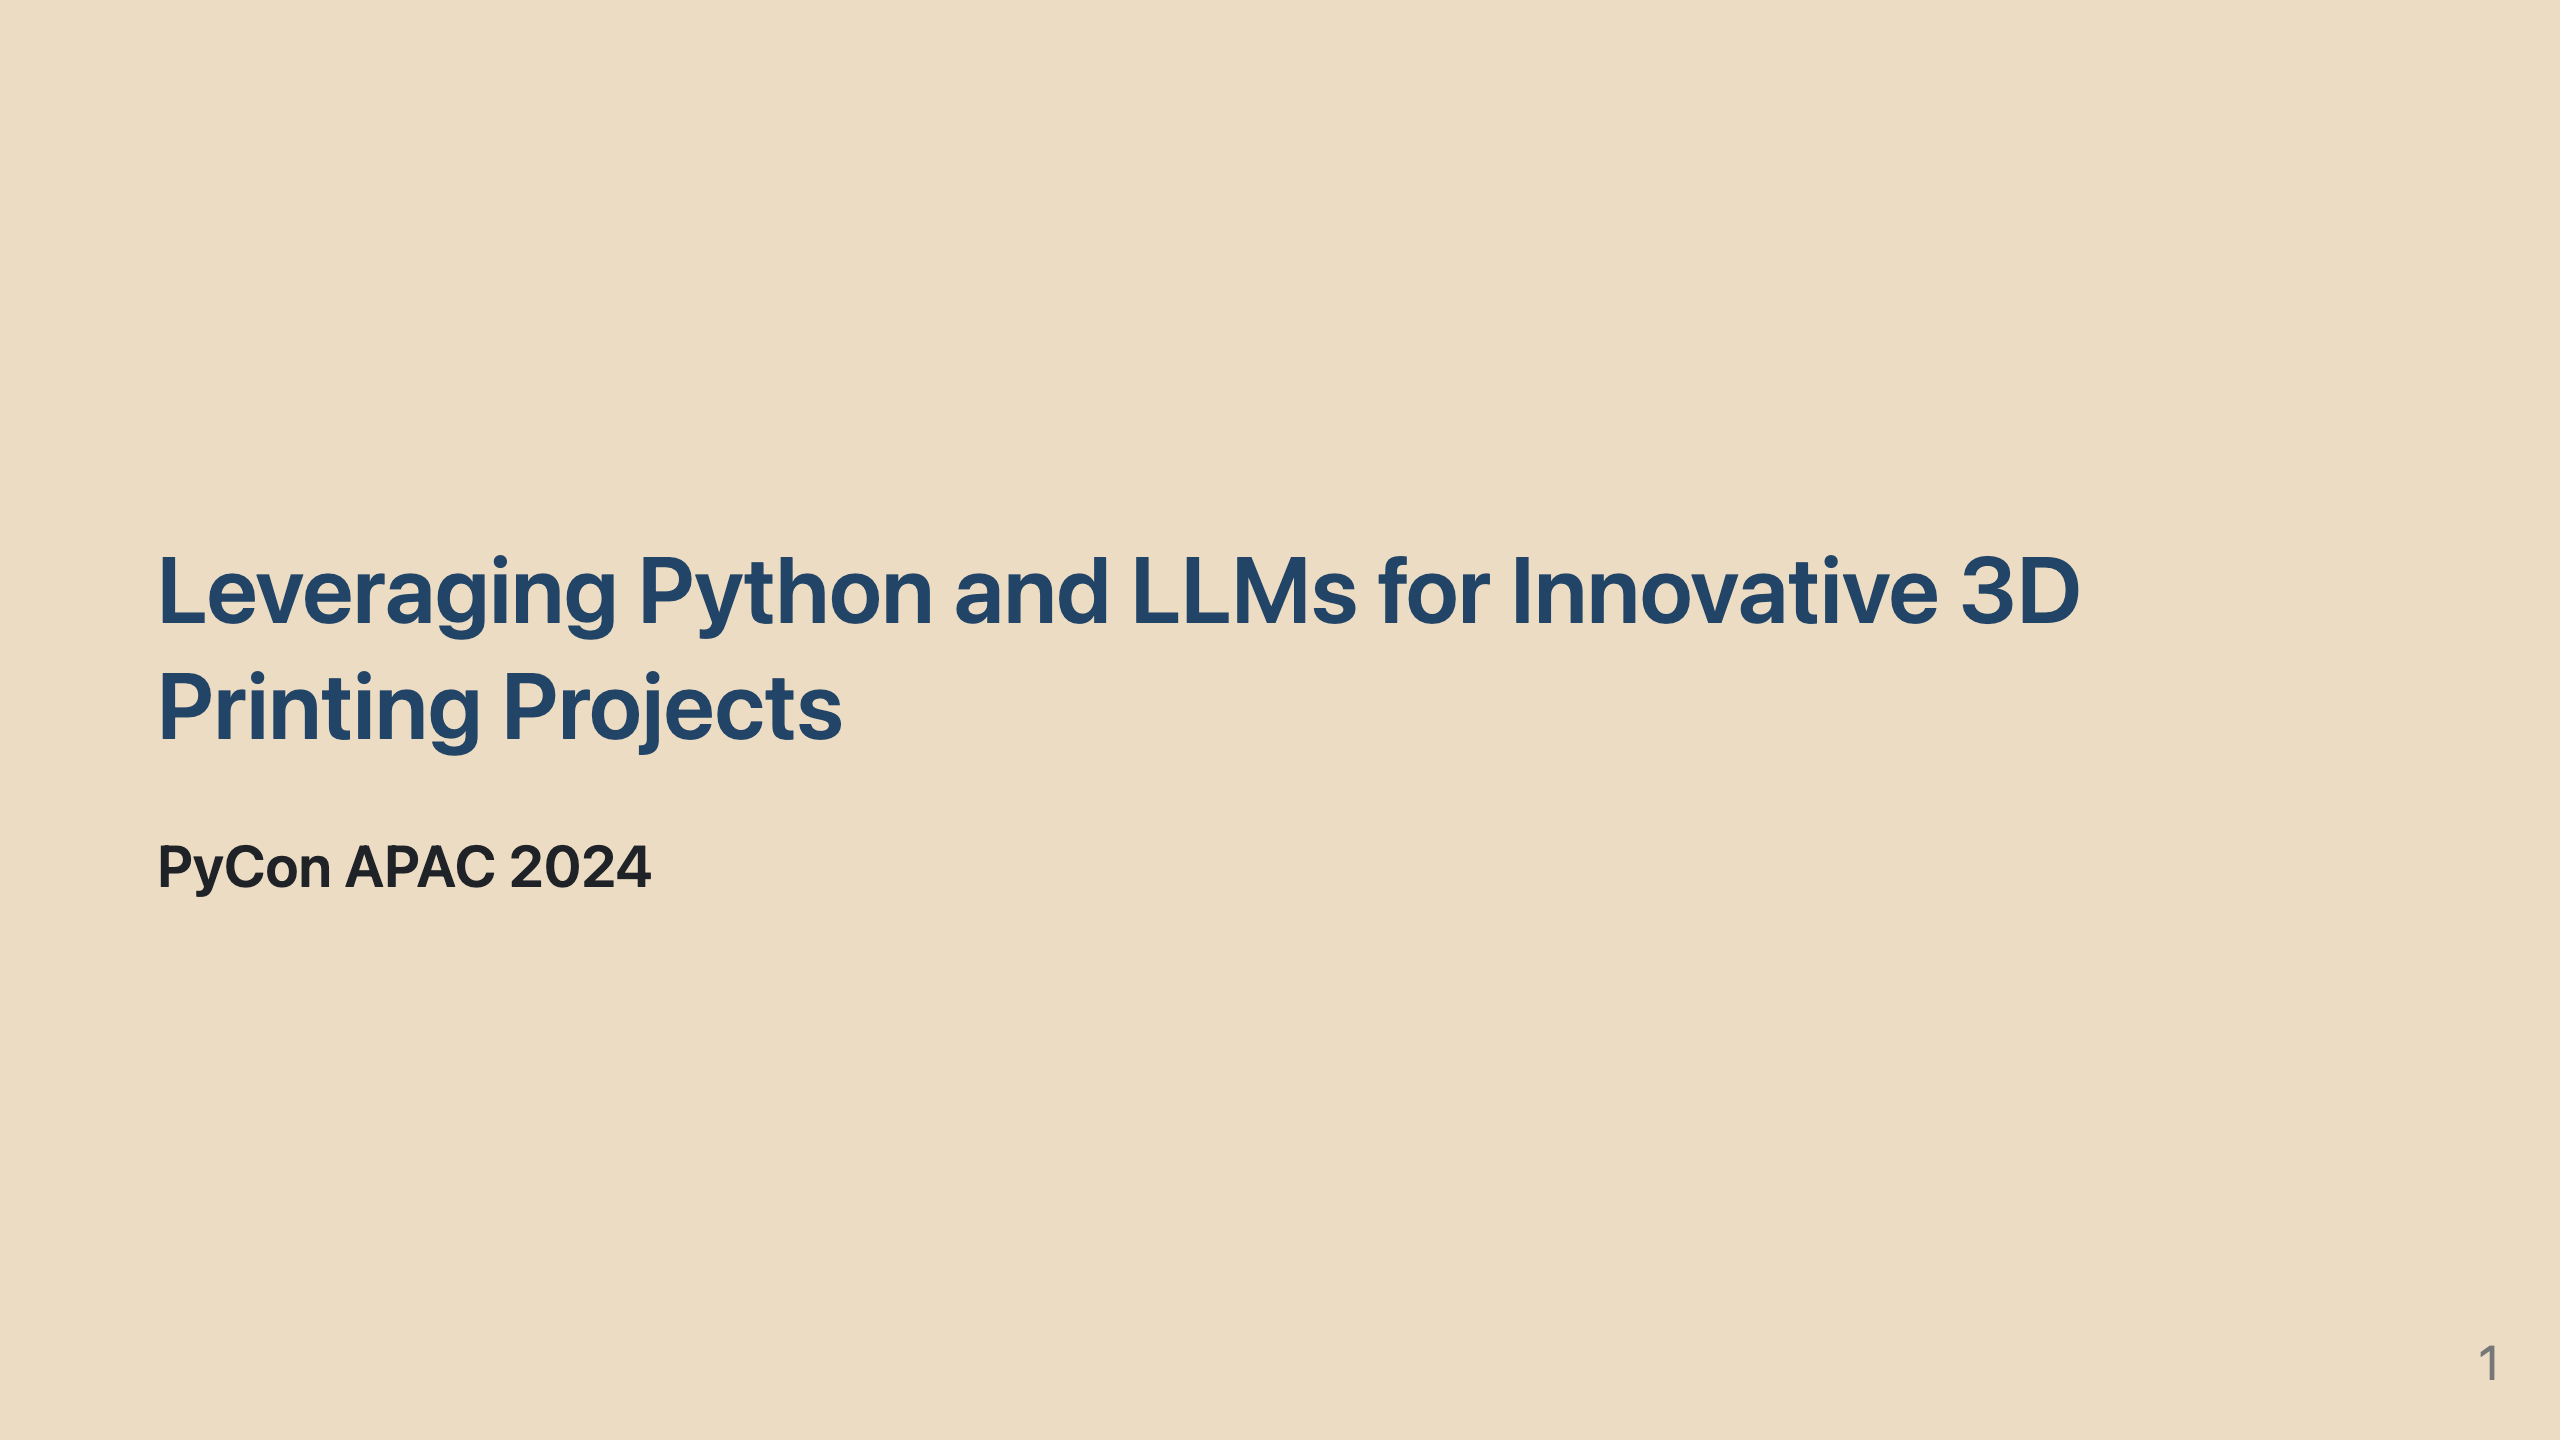 Leveraging Python and LLMs for Innovative 3D
Printing Projects
PyCon APAC 2024
1